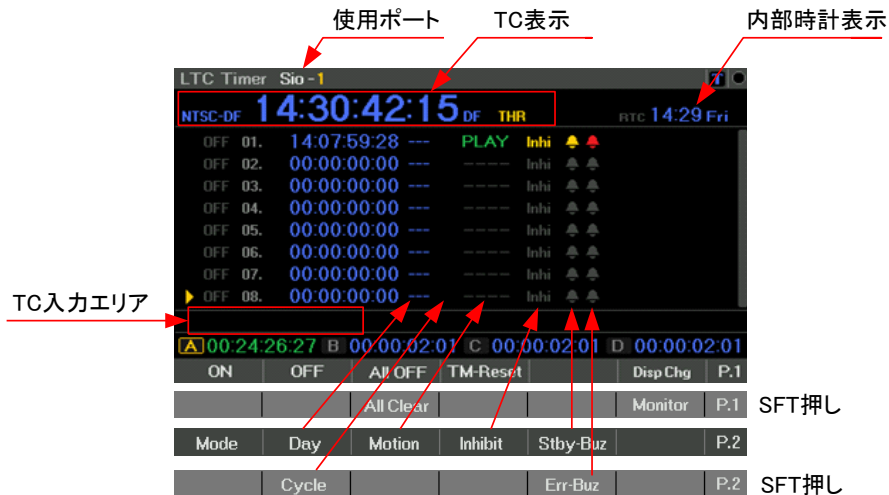 使用ポート TC表示 内部時計表示
LTC Timer Sio -1 T
NTSC-DF 14:30:42:15 DF THR RTC 14:29 Fri
OFF 01. 14:07:59:28 --- PLAY Inhi
OFF 02. 00:00:00:00 --- ---- Inhi
OFF 03. 00:00:00:00 --- ---- Inhi
OFF 04. 00:00:00:00 --- ---- Inhi
OFF 05. 00:00:00:00 --- ---- Inhi
OFF 06. 00:00:00:00 --- ---- Inhi
OFF 07. 00:00:00:00 --- ---- Inhi
OFF 08. 00:00:00:00 --- ---- Inhi
TC入力エリア
A 00:24:26:27 B 00:00:02:01 C 00:00:02:01 D 00:00:02:01
ON OFF All OFF TM-Reset Disp Chg P.1
All Clear Monitor P.1 SFT押し
Mode Day Motion Inhibit Stby-Buz P.2
Cycle Err-Buz P.2 SFT押し